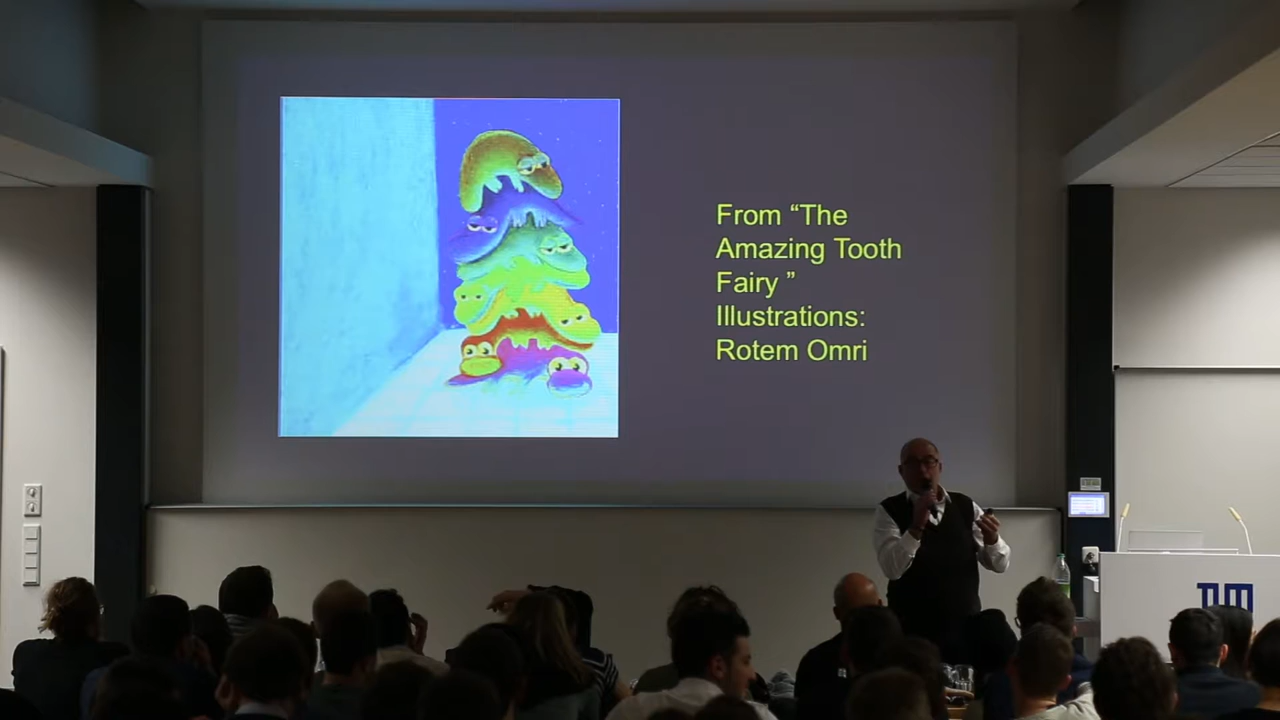 From “The
Amazing Tooth
Fairy ”
Illustrations:
Rotem Omri
TUM